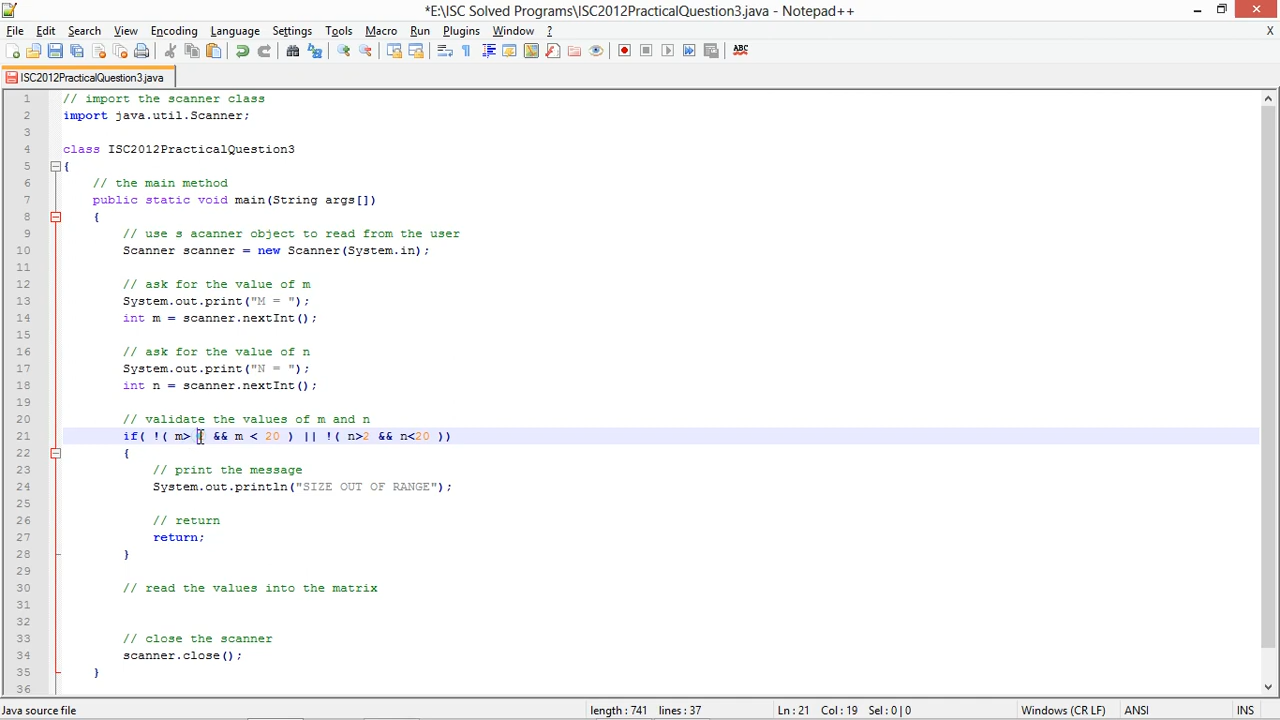 *E:\ISC Solved Programs\ISC2012PracticalQuestion3.java - Notepad++
File Edit Search View Encoding Language Settings Tools Macro Run Plugins Window ? X
ABC
ISC2012PracticalQuestion3.java
1 // import the scanner class
2 import java.util.Scanner;
3
4 class ISC2012PracticalQuestion3
5 {
6 // the main method
7 public static void main(String args[])
8 {
9 // use s acanner object to read from the user
10 Scanner scanner = new Scanner(System.in);
11
12 // ask for the value of m
13 System.out.print("M = ");
14 int m = scanner.nextInt();
15
16 // ask for the value of n
17 System.out.print("N = ");
18 int n = scanner.nextInt();
19
20 // validate the values of m and n
21 if( !( m> && m < 20 ) || !( n>2 && n<20 ))
22 {
23 // print the message
24 System.out.println("SIZE OUT OF RANGE");
25
26 // return
27 return;
28 }
29
30 // read the values into the matrix
31
32
33 // close the scanner
34 scanner.close();
35 }
36
Java source file length : 741 lines : 37 Ln : 21 Col : 19 Sel : 0 | 0 Windows (CR LF) ANSI INS